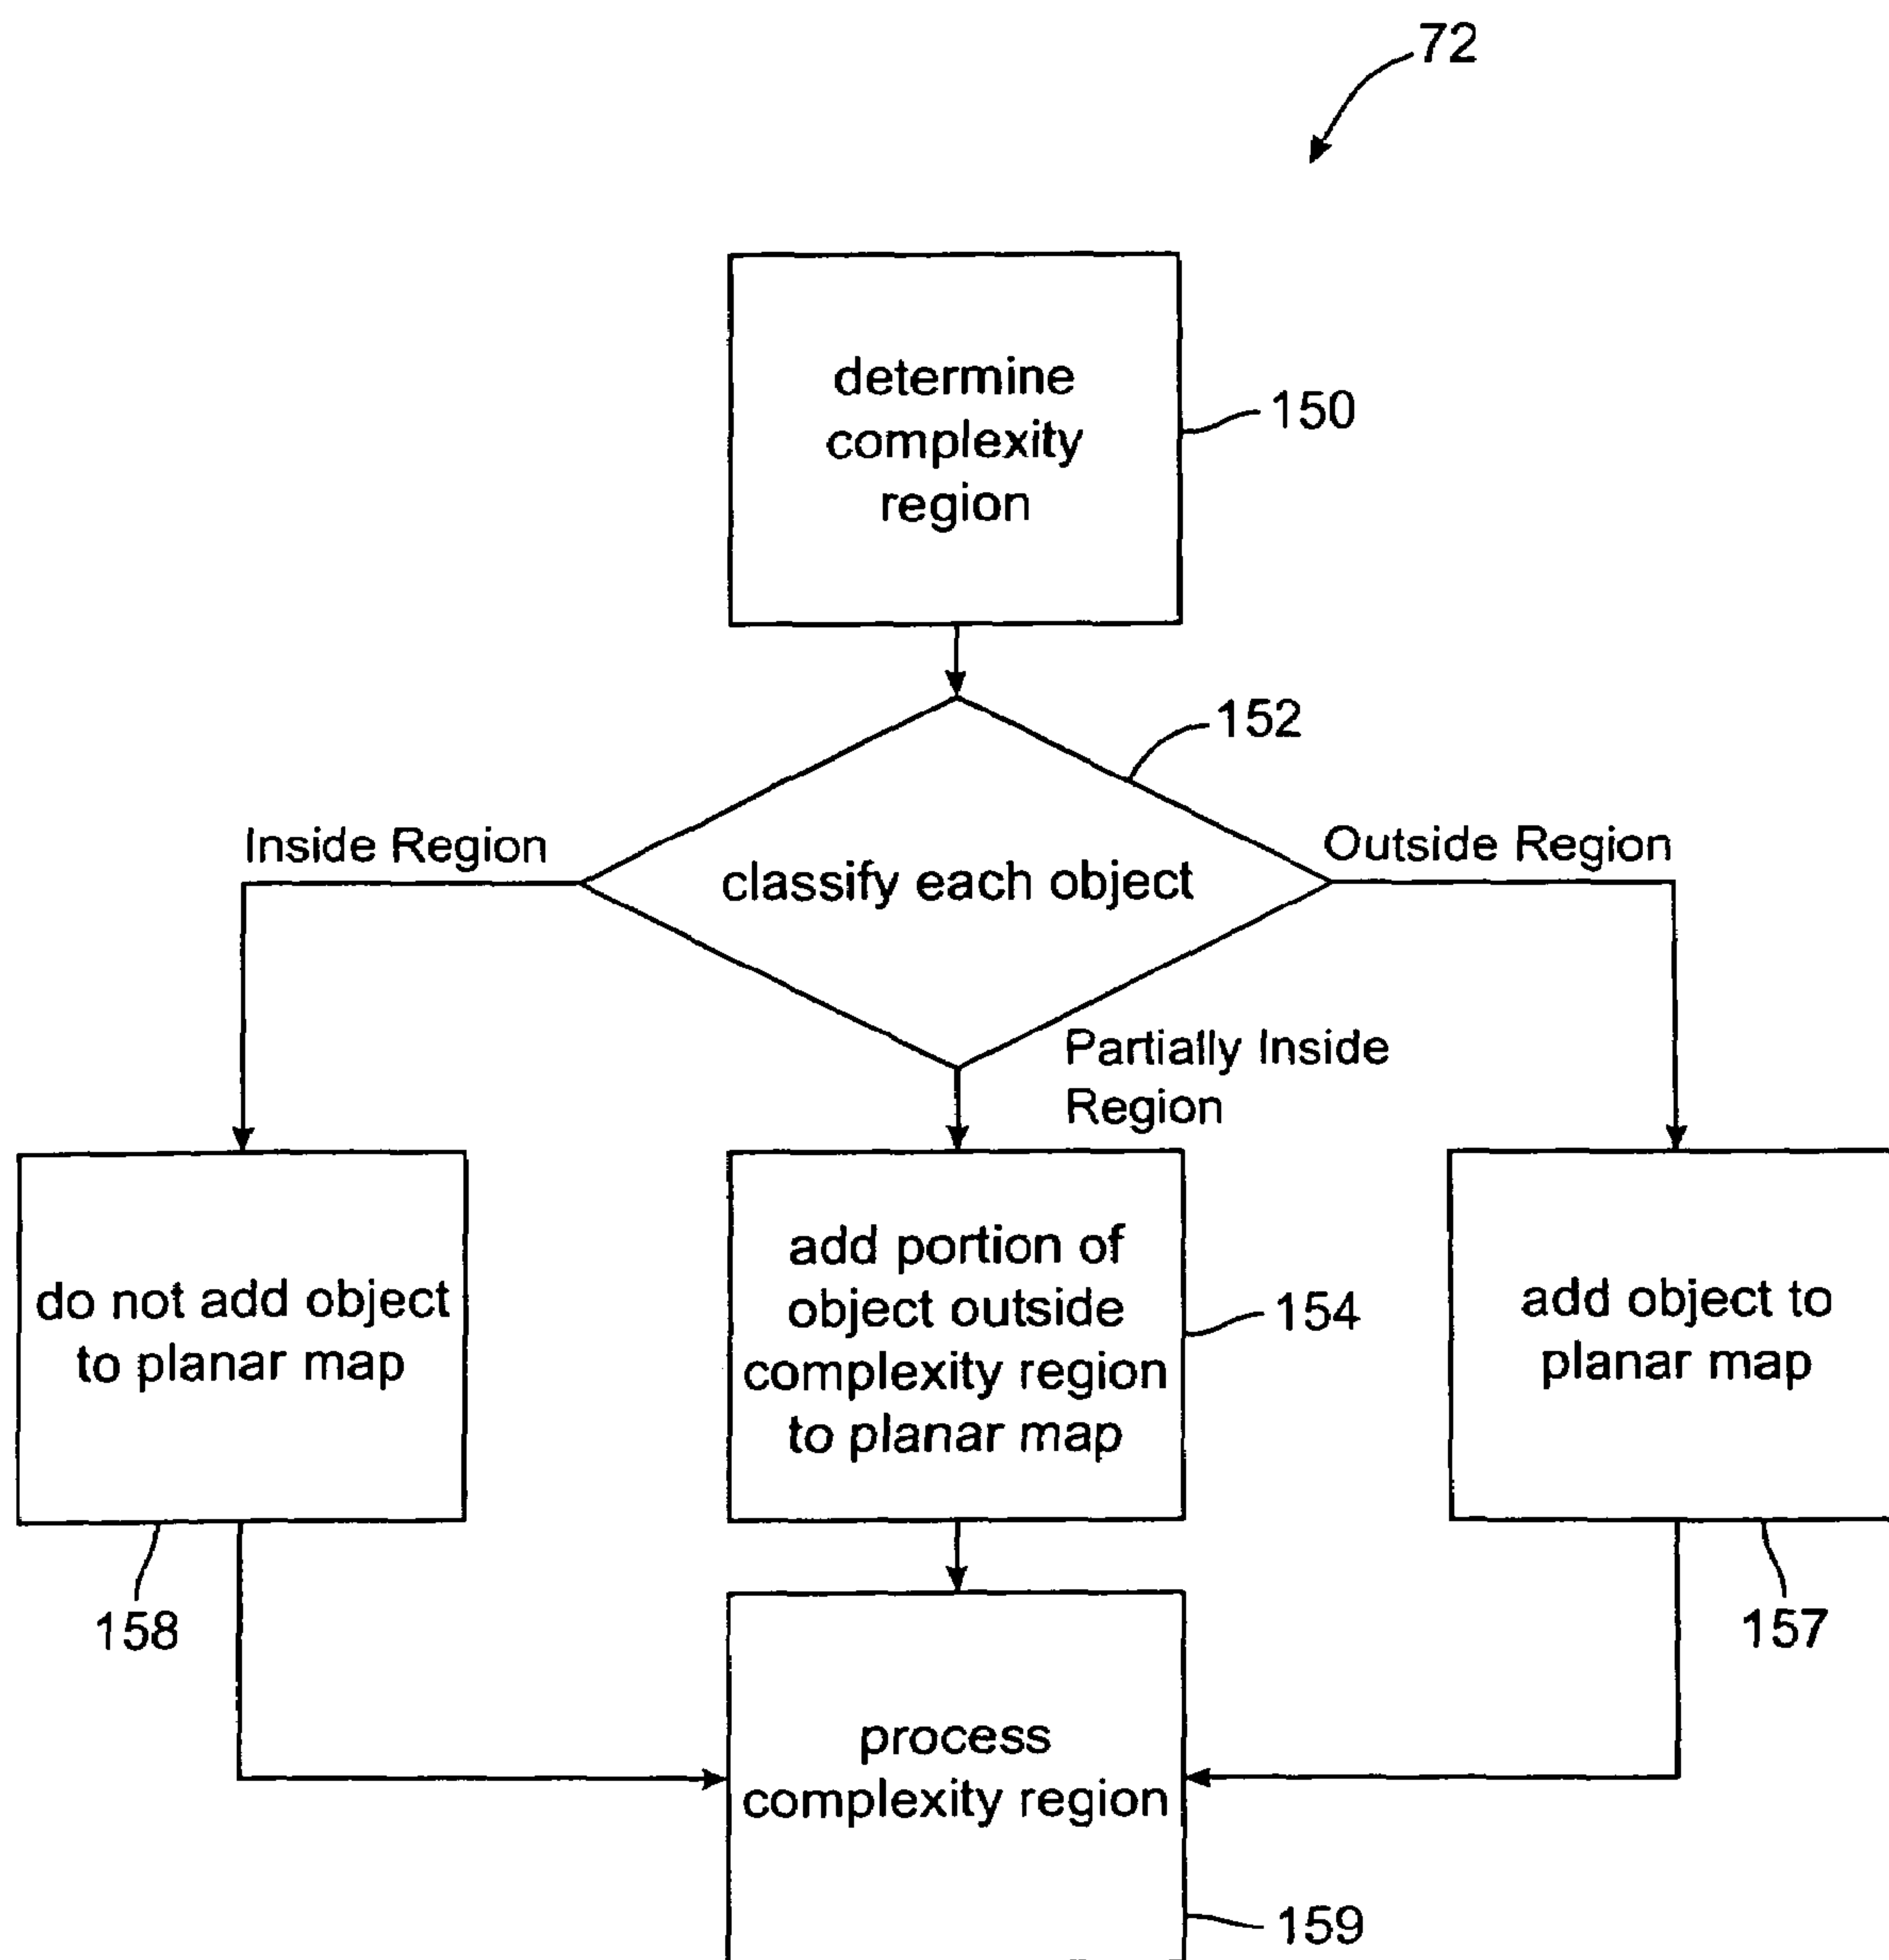 72
determine
complexity
region
150
152
Inside Region
classify each object
Outside Region
Partially Inside
Region
do not add object
to planar map
add portion of
object outside
complexity region
to planar map
154
add object to
planar map
158
157
process
complexity region
159